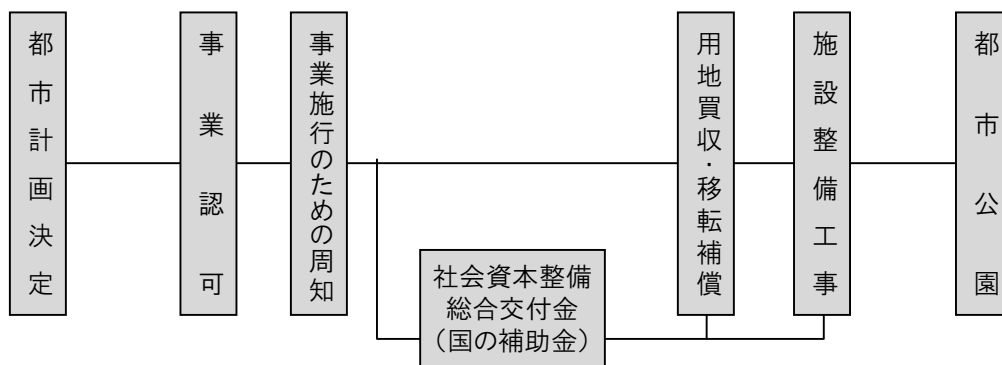 都市計画決定
事業認可
事業施行のための周知
社会資本整備
総合交付金
（国の補助金）
用地買収・移転補償
施設整備工事
都市公園